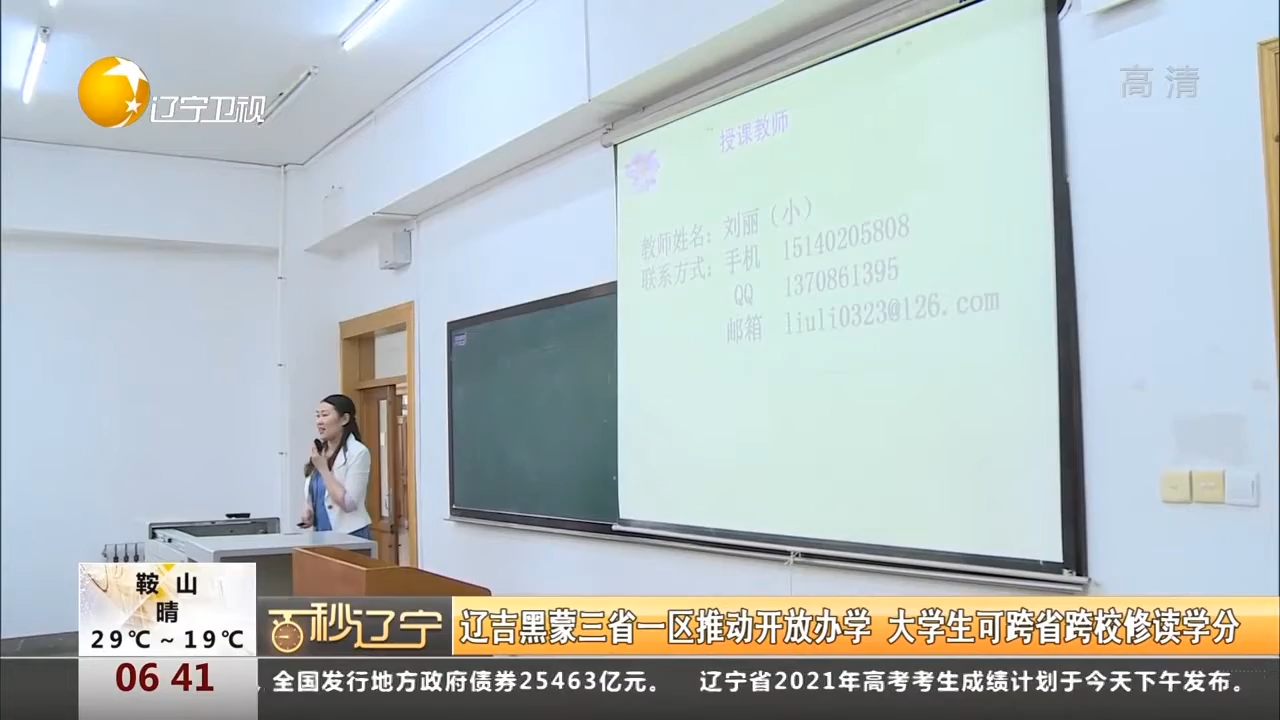 辽宁卫视
高清
授课教师
教师姓名：刘丽（小）
联系方式：手机 15140205808
QQ 1370861395
邮箱 liuli0323@126.com
鞍山
晴
29℃～19℃
百秒辽宁
辽吉黑蒙三省一区推动开放办学 大学生可跨省跨校修读学分
06 41
，全国发行地方政府债券25463亿元。 辽宁省2021年高考考生成绩计划于今天下午发布。